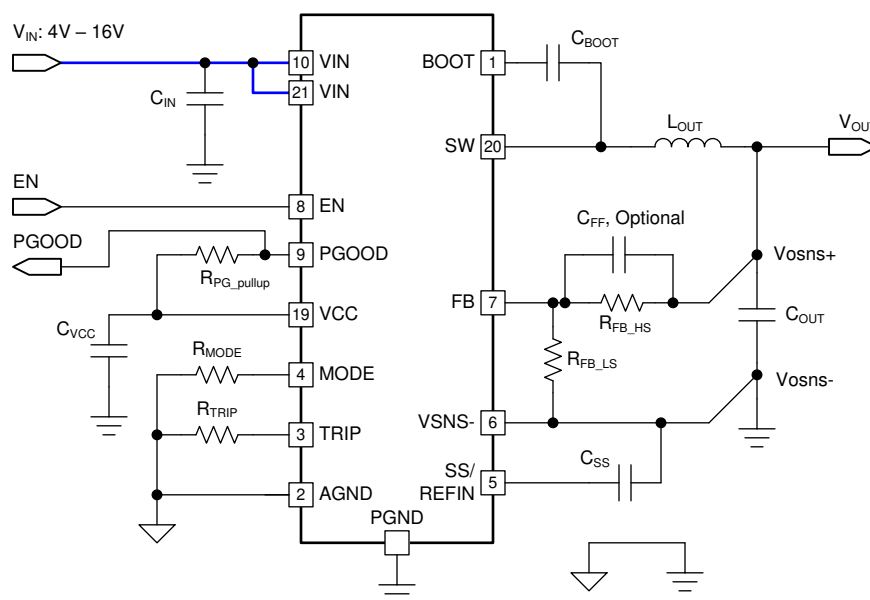 VIN: 4V – 16V
10 VIN
21 VIN
CIN
EN
8 EN
PGOOD
9 PGOOD
RPG_pullup
19 VCC
CVCC
RMODE
4 MODE
RTRIP
3 TRIP
2 AGND
PGND
BOOT 1
CBOOT
SW 20
LOUT
VOUT
CFF, Optional
Vosns+
FB 7
RFB_HS
COUT
RFB_LS
Vosns-
VSNS- 6
CSS
SS/
REFIN 5